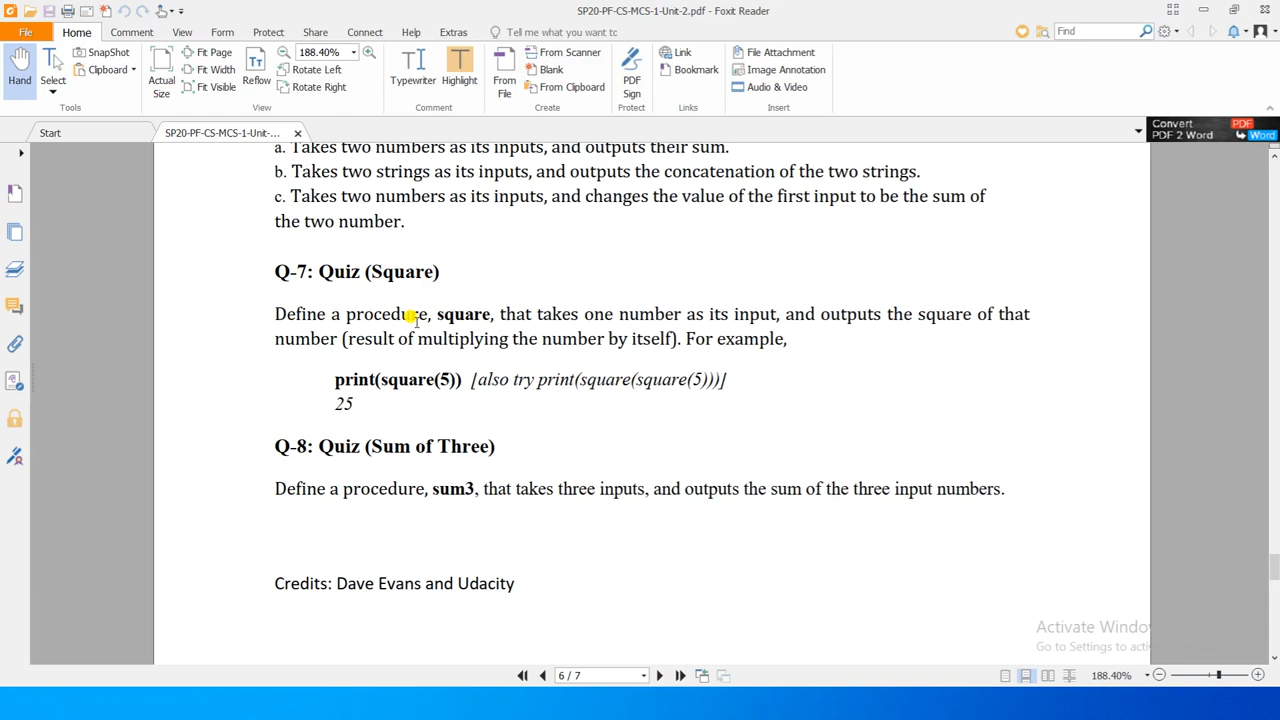 SP20-PF-CS-MCS-1-Unit-2.pdf - Foxit Reader
File Home Comment View Form Protect Share Connect Help Extras Tell me what you want tc Find
Hand
Select
SnapShot
Clipboard
Tools
Actual Size
Fit Page
Fit Width
Fit Visible
Reflow
188.40%
Rotate Left
Rotate Right
View
Typewriter
Highlight
Comment
From File
From Scanner
Blank
From Clipboard
Create
PDF Sign
Protect
Link
Bookmark
Links
File Attachment
Image Annotation
Audio & Video
Insert
Start
SP20-PF-CS-MCS-1-Unit-...
Convert PDF
PDF 2 Word Word
a. Takes two numbers as its inputs, and outputs their sum.
b. Takes two strings as its inputs, and outputs the concatenation of the two strings.
c. Takes two numbers as its inputs, and changes the value of the first input to be the sum of
the two number.
Q-7: Quiz (Square)
Define a procedure, square, that takes one number as its input, and outputs the square of that
number (result of multiplying the number by itself). For example,
print(square(5)) [also try print(square(square(5)))]
25
Q-8: Quiz (Sum of Three)
Define a procedure, sum3, that takes three inputs, and outputs the sum of the three input numbers.
Credits: Dave Evans and Udacity
Activate Windo
Go to Settings to acti
6 / 7
188.40%